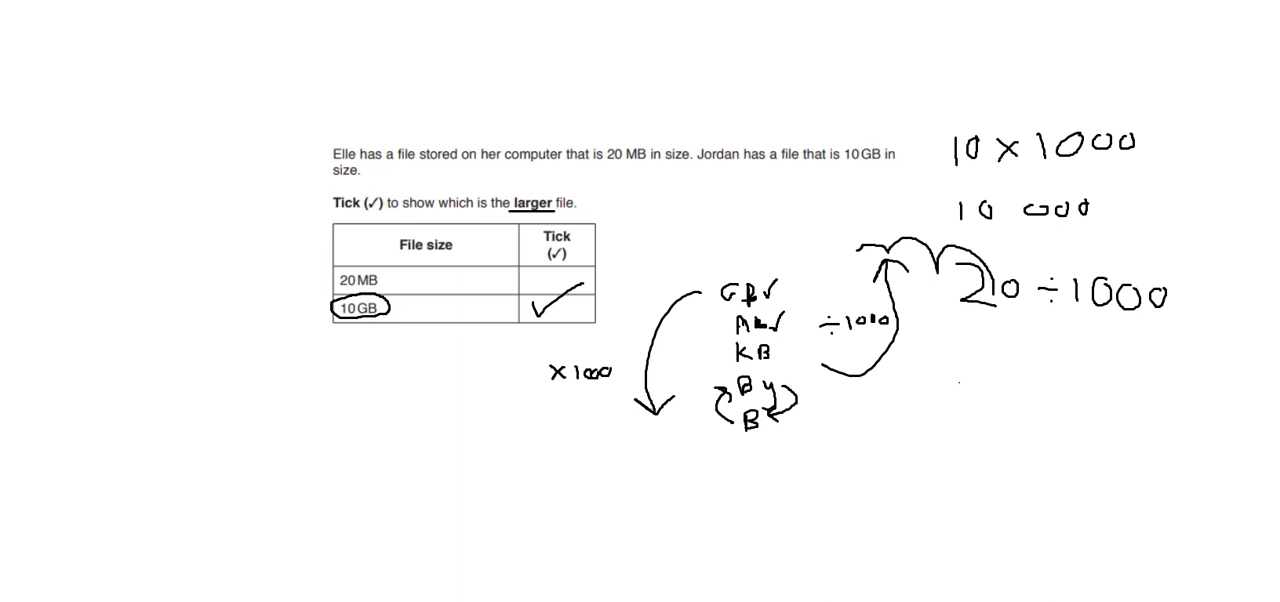 Elle has a file stored on her computer that is 20 MB in size. Jordan has a file that is 10 GB in
size.
Tick (✓) to show which is the larger file.
File size Tick
(✓)
20 MB
10 GB ✓
10 × 1000
10 000
20 ÷ 1000
GB ✓
÷ 1000
KB
By
B
× 1000